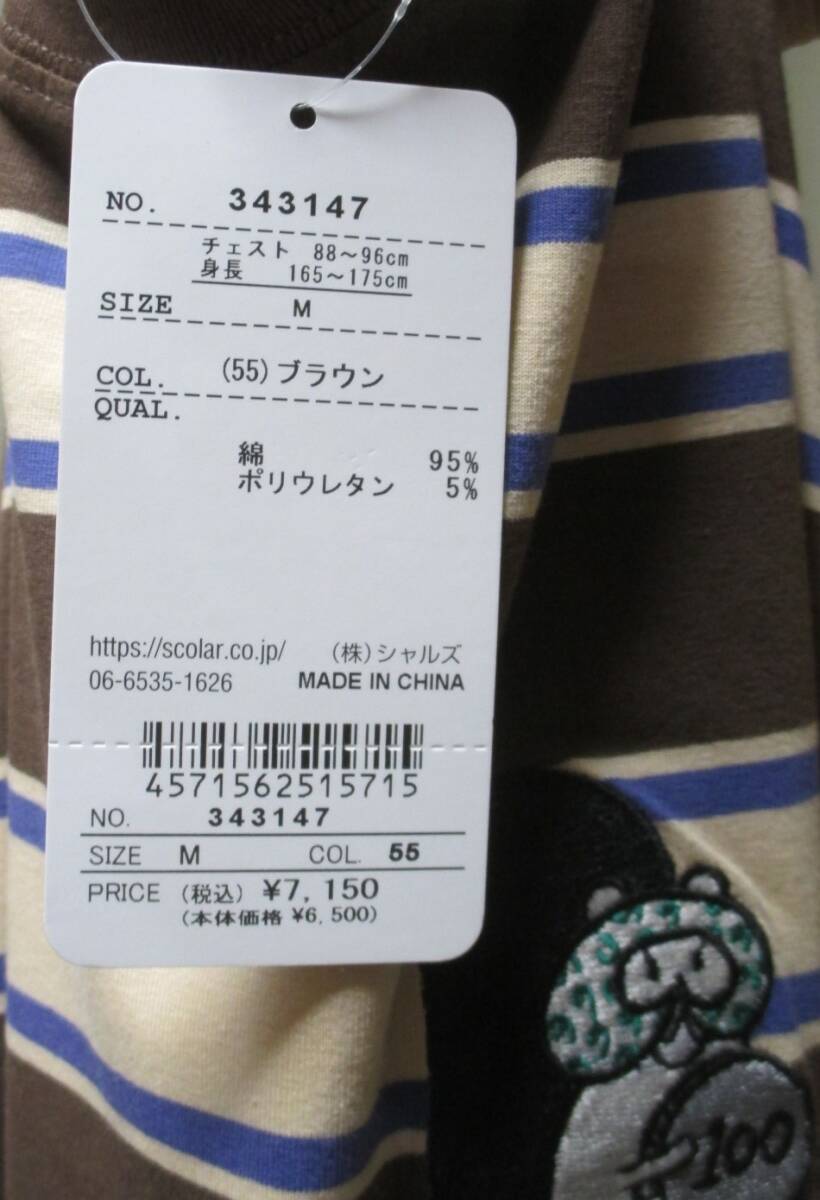 NO. 343147
チェスト 88～96cm
身長 165～175cm
SIZE M
COL. (55)ブラウン
QUAL.
綿 95%
ポリウレタン 5%
https://scolar.co.jp/ (株)シャルズ
06-6535-1626 MADE IN CHINA
4571562515715
NO. 343147
SIZE M COL. 55
PRICE (税込) ¥7,150
(本体価格 ¥6,500)
100